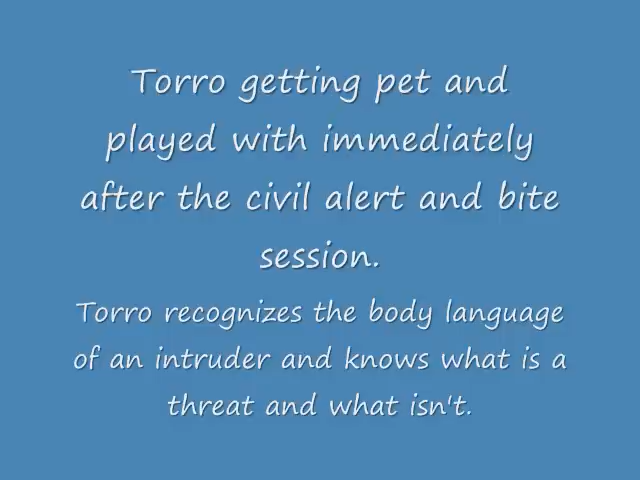 Torro getting pet and
played with immediately
after the civil alert and bite
session.
Torro recognizes the body language
of an intruder and knows what is a
threat and what isn't.